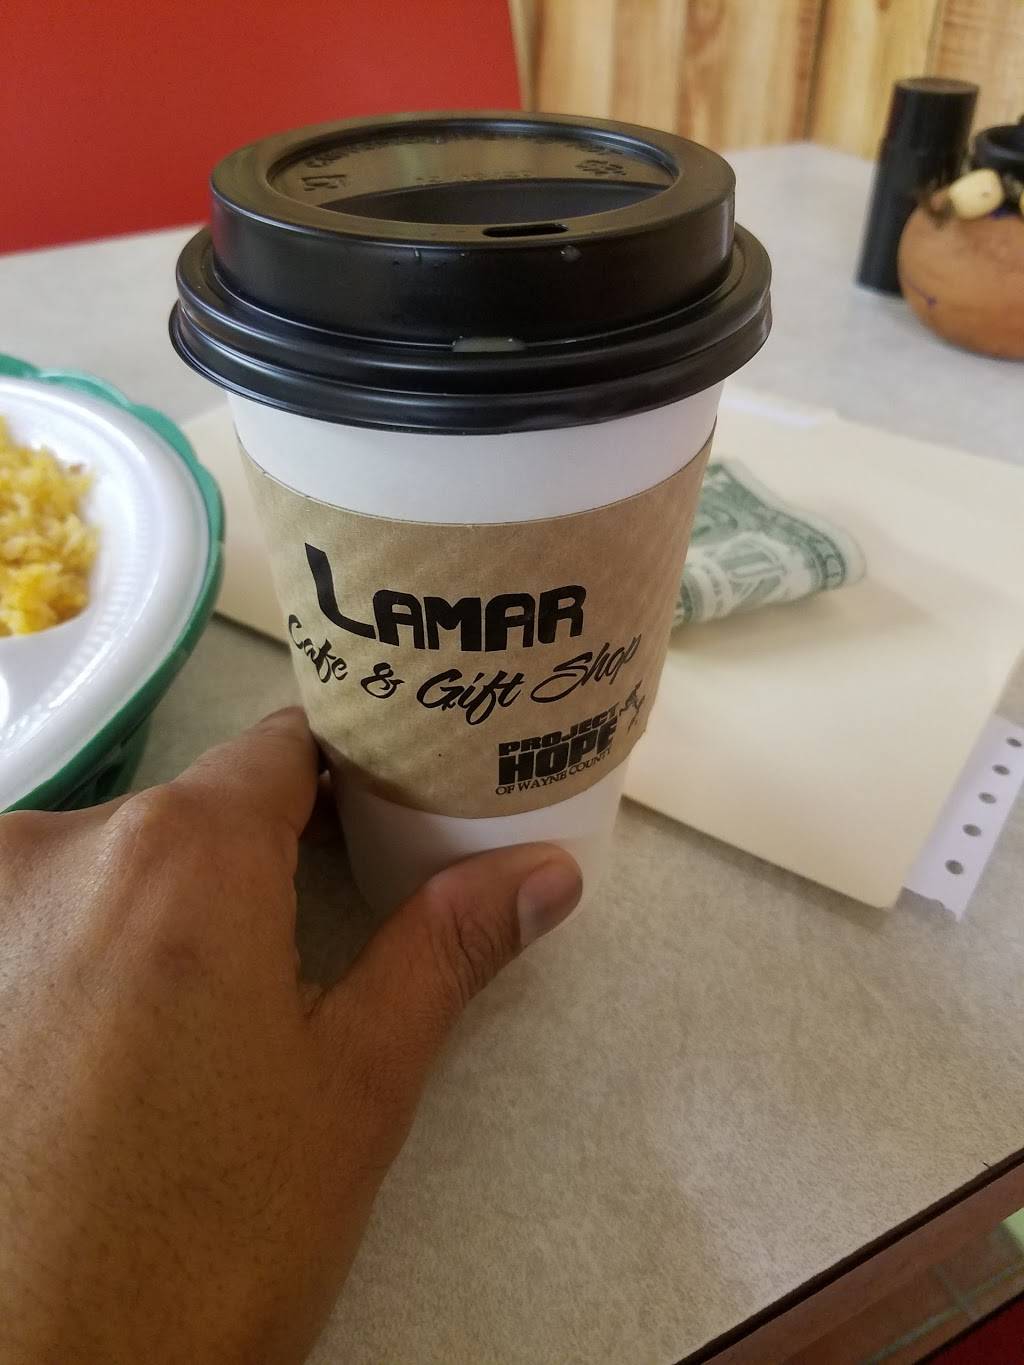 LAMAR
Cafe & Gift Shop
PROJECT
HOPE
OF WAYNE COUNTY